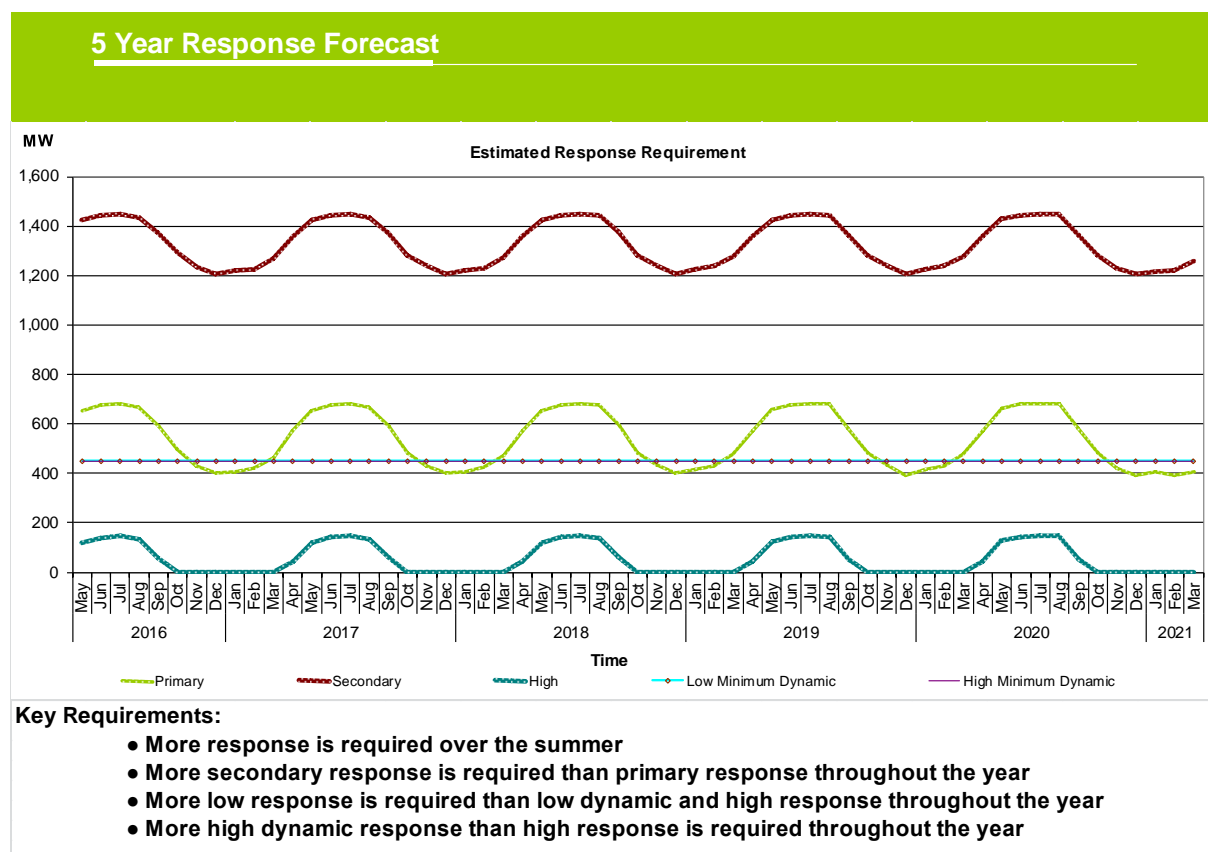 5 Year Response Forecast
MW
Estimated Response Requirement
1,600
1,400
1,200
1,000
800
600
400
200
0
May Jun Jul Aug Sep Oct Nov Dec Jan Feb Mar Apr May Jun Jul Aug Sep Oct Nov Dec Jan Feb Mar Apr May Jun Jul Aug Sep Oct Nov Dec Jan Feb Mar Apr May Jun Jul Aug Sep Oct Nov Dec Jan Feb Mar Apr May Jun Jul Aug Sep Oct Nov Dec Jan Feb Mar
2016 2017 2018 2019 2020 2021
Time
Primary Secondary High Low Minimum Dynamic High Minimum Dynamic
Key Requirements:
● More response is required over the summer
● More secondary response is required than primary response throughout the year
● More low response is required than low dynamic and high response throughout the year
● More high dynamic response than high response is required throughout the year